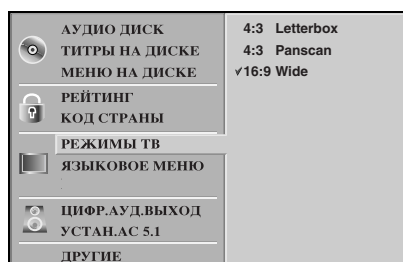 АУДИО ДИСК
ТИТРЫ НА ДИСКЕ
МЕНЮ НА ДИСКЕ
РЕЙТИНГ
КОД СТРАНЫ
РЕЖИМЫ ТВ
ЯЗЫКОВОЕ МЕНЮ
ЦИФР.АУД.ВЫХОД
УСТАН.АС 5.1
ДРУГИЕ
4:3 Letterbox
4:3 Panscan
✓16:9 Wide